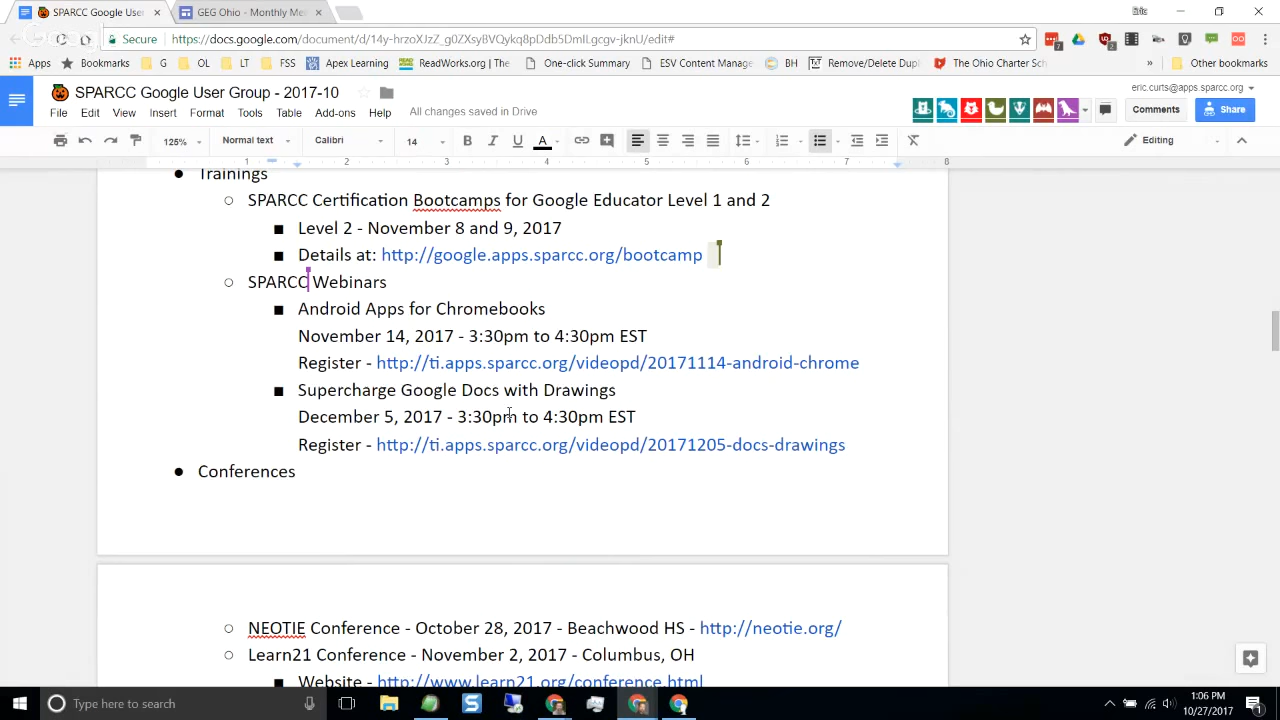 SPARCC Google User
GEG Ohio - Monthly Me
Secure
https://docs.google.com/document/d/14y-hrzoXJzZ_g0ZXsyBVQykq8pDdb5DmILgcgv-jknU/edit#
Apps
Bookmarks
G
OL
LT
FSS
Apex Learning
ReadWorks.org | The
One-click Summary
ESV Content Manage
BH
Remove/Delete Dupl
The Ohio Charter Sch
»
Other bookmarks
SPARCC Google User Group - 2017-10
eric.curts@apps.sparcc.org
File Edit View Insert Format Tools Table Add-ons Help
All changes saved in Drive
Comments
Share
125%
Normal text
Calibri
14
B I U A
Editing
1 2 3 4 5 6 7 8
● Trainings
○ SPARCC Certification Bootcamps for Google Educator Level 1 and 2
■ Level 2 - November 8 and 9, 2017
■ Details at: http://google.apps.sparcc.org/bootcamp
○ SPARCC Webinars
■ Android Apps for Chromebooks
November 14, 2017 - 3:30pm to 4:30pm EST
Register - http://ti.apps.sparcc.org/videopd/20171114-android-chrome
■ Supercharge Google Docs with Drawings
December 5, 2017 - 3:30pm to 4:30pm EST
Register - http://ti.apps.sparcc.org/videopd/20171205-docs-drawings
● Conferences
○ NEOTIE Conference - October 28, 2017 - Beachwood HS - http://neotie.org/
○ Learn21 Conference - November 2, 2017 - Columbus, OH
■ Website - http://www.learn21.org/conference.html
Type here to search
1:06 PM
10/27/2017